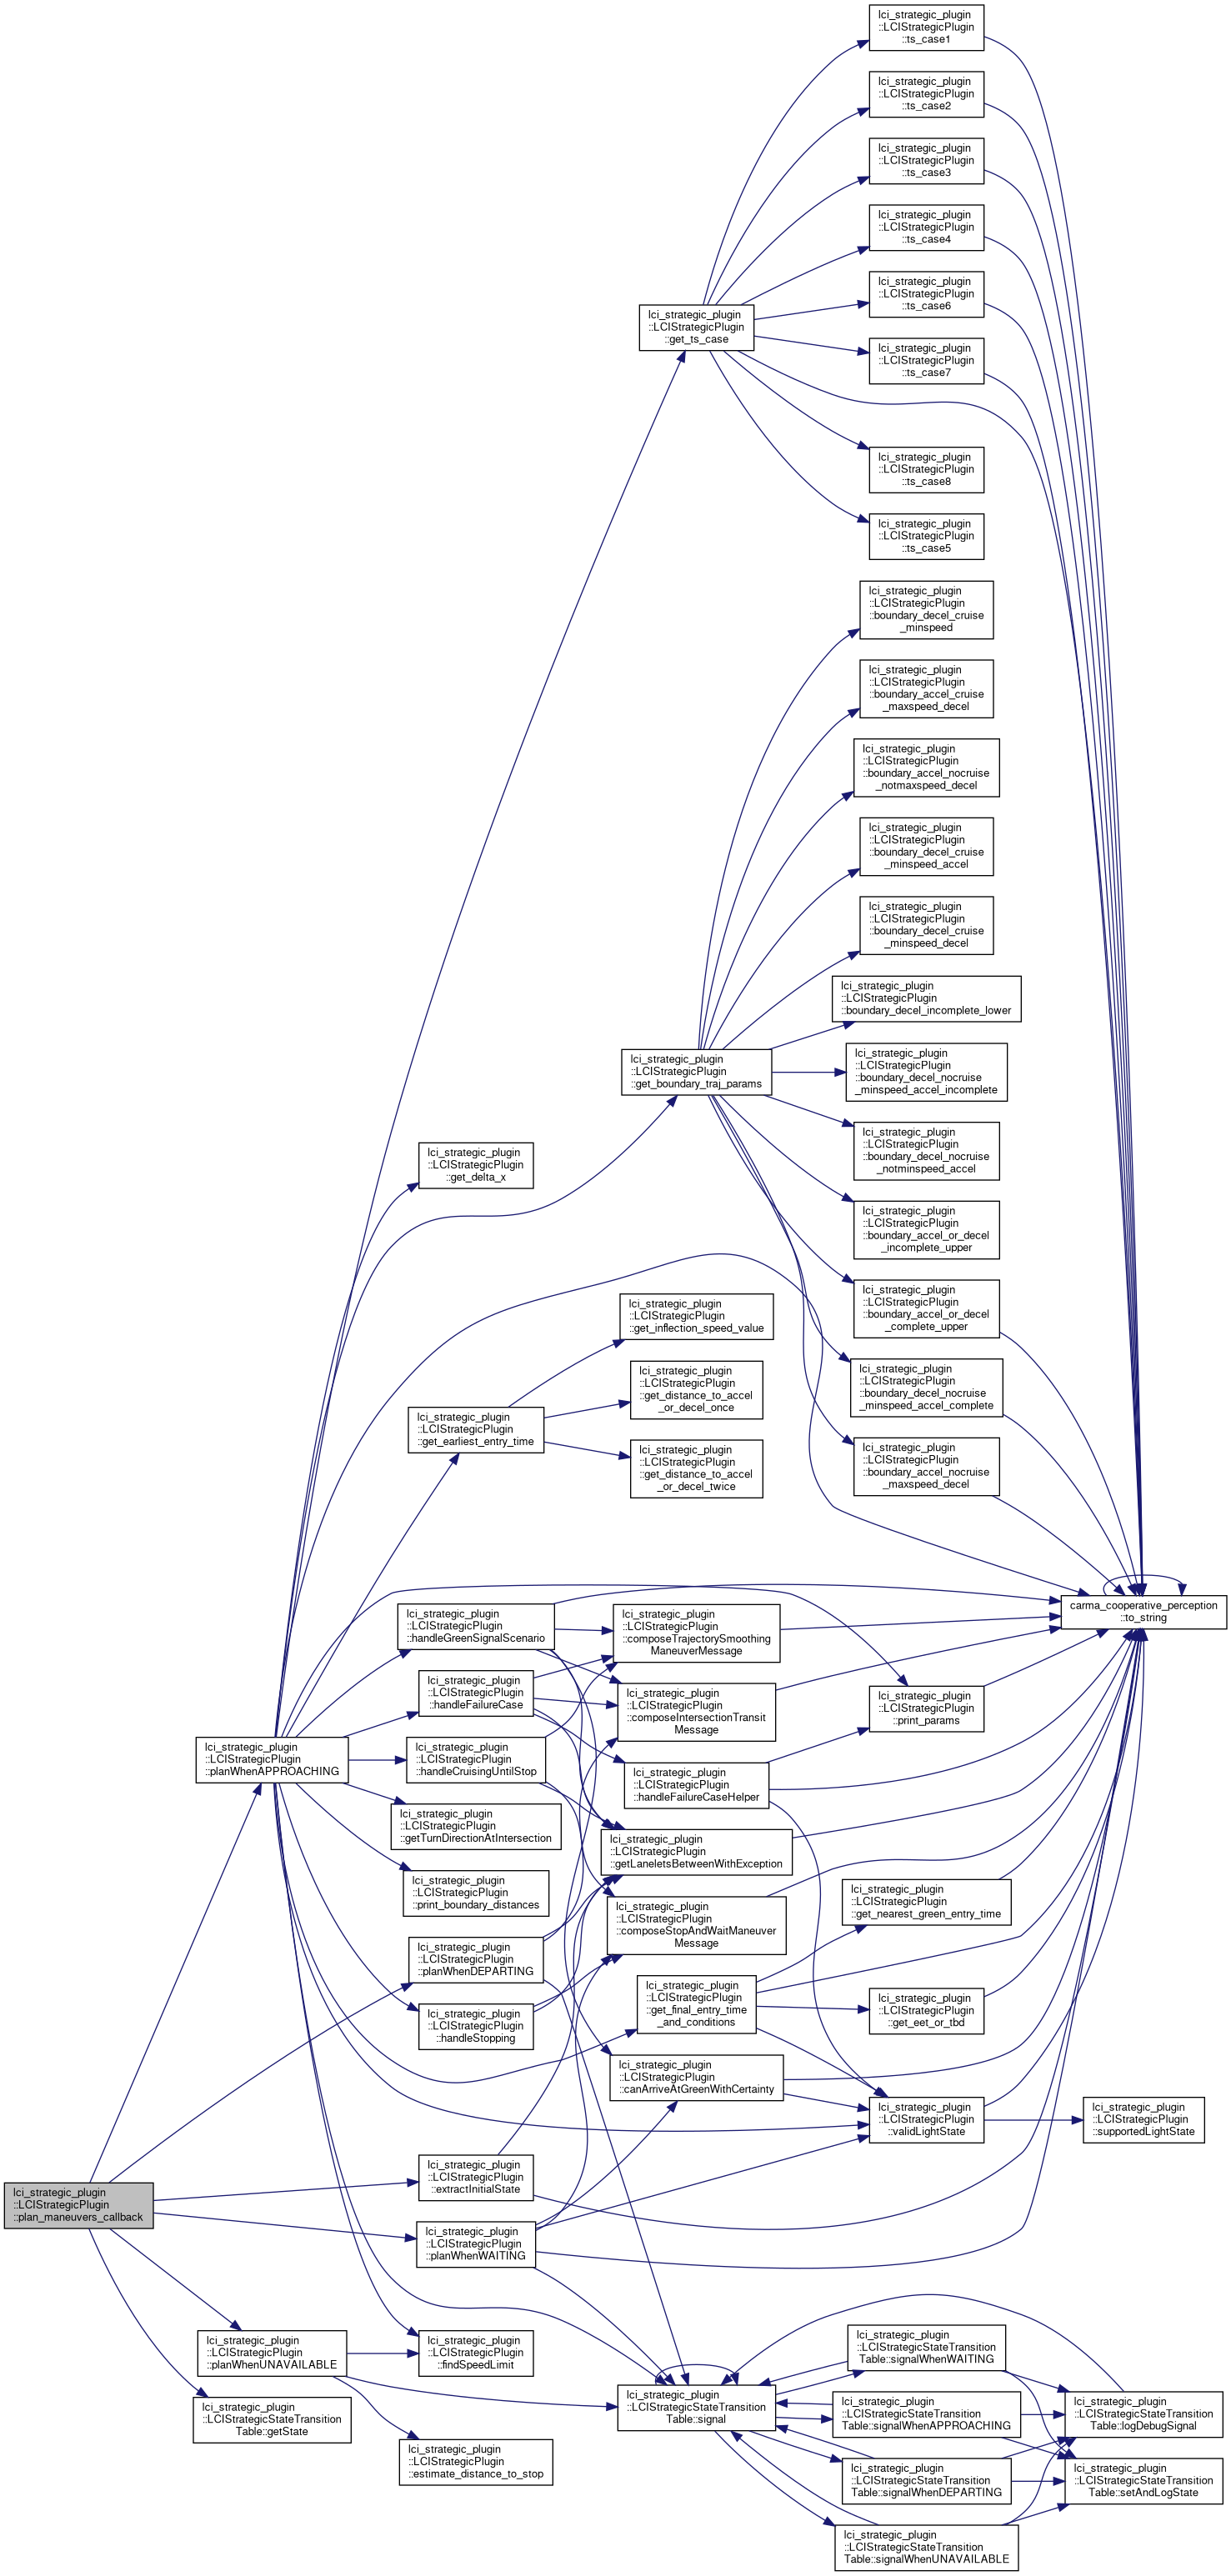 lci_strategic_plugin
::LCIStrategicPlugin
::ts_case1
lci_strategic_plugin
::LCIStrategicPlugin
::ts_case2
lci_strategic_plugin
::LCIStrategicPlugin
::ts_case3
lci_strategic_plugin
::LCIStrategicPlugin
::ts_case4
lci_strategic_plugin
::LCIStrategicPlugin
::ts_case6
lci_strategic_plugin
::LCIStrategicPlugin
::get_ts_case
lci_strategic_plugin
::LCIStrategicPlugin
::ts_case7
lci_strategic_plugin
::LCIStrategicPlugin
::ts_case8
lci_strategic_plugin
::LCIStrategicPlugin
::ts_case5
lci_strategic_plugin
::LCIStrategicPlugin
::boundary_decel_cruise
_minspeed
lci_strategic_plugin
::LCIStrategicPlugin
::boundary_accel_cruise
_maxspeed_decel
lci_strategic_plugin
::LCIStrategicPlugin
::boundary_accel_nocruise
_notmaxspeed_decel
lci_strategic_plugin
::LCIStrategicPlugin
::boundary_decel_cruise
_minspeed_accel
lci_strategic_plugin
::LCIStrategicPlugin
::boundary_decel_cruise
_minspeed_decel
lci_strategic_plugin
::LCIStrategicPlugin
::boundary_decel_incomplete_lower
lci_strategic_plugin
::LCIStrategicPlugin
::get_boundary_traj_params
lci_strategic_plugin
::LCIStrategicPlugin
::boundary_decel_nocruise
_minspeed_accel_incomplete
lci_strategic_plugin
::LCIStrategicPlugin
::boundary_decel_nocruise
_notminspeed_accel
lci_strategic_plugin
::LCIStrategicPlugin
::get_delta_x
lci_strategic_plugin
::LCIStrategicPlugin
::boundary_accel_or_decel
_incomplete_upper
lci_strategic_plugin
::LCIStrategicPlugin
::boundary_accel_or_decel
_complete_upper
lci_strategic_plugin
::LCIStrategicPlugin
::get_inflection_speed_value
lci_strategic_plugin
::LCIStrategicPlugin
::boundary_decel_nocruise
_minspeed_accel_complete
lci_strategic_plugin
::LCIStrategicPlugin
::get_distance_to_accel
_or_decel_once
lci_strategic_plugin
::LCIStrategicPlugin
::get_earliest_entry_time
lci_strategic_plugin
::LCIStrategicPlugin
::get_distance_to_accel
_or_decel_twice
lci_strategic_plugin
::LCIStrategicPlugin
::boundary_accel_nocruise
_maxspeed_decel
carma_cooperative_perception
::to_string
lci_strategic_plugin
::LCIStrategicPlugin
::handleGreenSignalScenario
lci_strategic_plugin
::LCIStrategicPlugin
::composeTrajectorySmoothing
ManeuverMessage
lci_strategic_plugin
::LCIStrategicPlugin
::handleFailureCase
lci_strategic_plugin
::LCIStrategicPlugin
::composeIntersectionTransit
Message
lci_strategic_plugin
::LCIStrategicPlugin
::print_params
lci_strategic_plugin
::LCIStrategicPlugin
::planWhenAPPROACHING
lci_strategic_plugin
::LCIStrategicPlugin
::handleCruisingUntilStop
lci_strategic_plugin
::LCIStrategicPlugin
::handleFailureCaseHelper
lci_strategic_plugin
::LCIStrategicPlugin
::getTurnDirectionAtIntersection
lci_strategic_plugin
::LCIStrategicPlugin
::getLaneletsBetweenWithException
lci_strategic_plugin
::LCIStrategicPlugin
::print_boundary_distances
lci_strategic_plugin
::LCIStrategicPlugin
::composeStopAndWaitManeuver
Message
lci_strategic_plugin
::LCIStrategicPlugin
::get_nearest_green_entry_time
lci_strategic_plugin
::LCIStrategicPlugin
::planWhenDEPARTING
lci_strategic_plugin
::LCIStrategicPlugin
::get_final_entry_time
_and_conditions
lci_strategic_plugin
::LCIStrategicPlugin
::get_eet_or_tbd
lci_strategic_plugin
::LCIStrategicPlugin
::handleStopping
lci_strategic_plugin
::LCIStrategicPlugin
::canArriveAtGreenWithCertainty
lci_strategic_plugin
::LCIStrategicPlugin
::validLightState
lci_strategic_plugin
::LCIStrategicPlugin
::supportedLightState
lci_strategic_plugin
::LCIStrategicPlugin
::plan_maneuvers_callback
lci_strategic_plugin
::LCIStrategicPlugin
::extractInitialState
lci_strategic_plugin
::LCIStrategicPlugin
::planWhenWAITING
lci_strategic_plugin
::LCIStrategicPlugin
::planWhenUNAVAILABLE
lci_strategic_plugin
::LCIStrategicPlugin
::findSpeedLimit
lci_strategic_plugin
::LCIStrategicStateTransition
Table::signalWhenWAITING
lci_strategic_plugin
::LCIStrategicStateTransition
Table::getState
lci_strategic_plugin
::LCIStrategicStateTransition
Table::signal
lci_strategic_plugin
::LCIStrategicStateTransition
Table::signalWhenAPPROACHING
lci_strategic_plugin
::LCIStrategicStateTransition
Table::logDebugSignal
lci_strategic_plugin
::LCIStrategicPlugin
::estimate_distance_to_stop
lci_strategic_plugin
::LCIStrategicStateTransition
Table::signalWhenDEPARTING
lci_strategic_plugin
::LCIStrategicStateTransition
Table::setAndLogState
lci_strategic_plugin
::LCIStrategicStateTransition
Table::signalWhenUNAVAILABLE